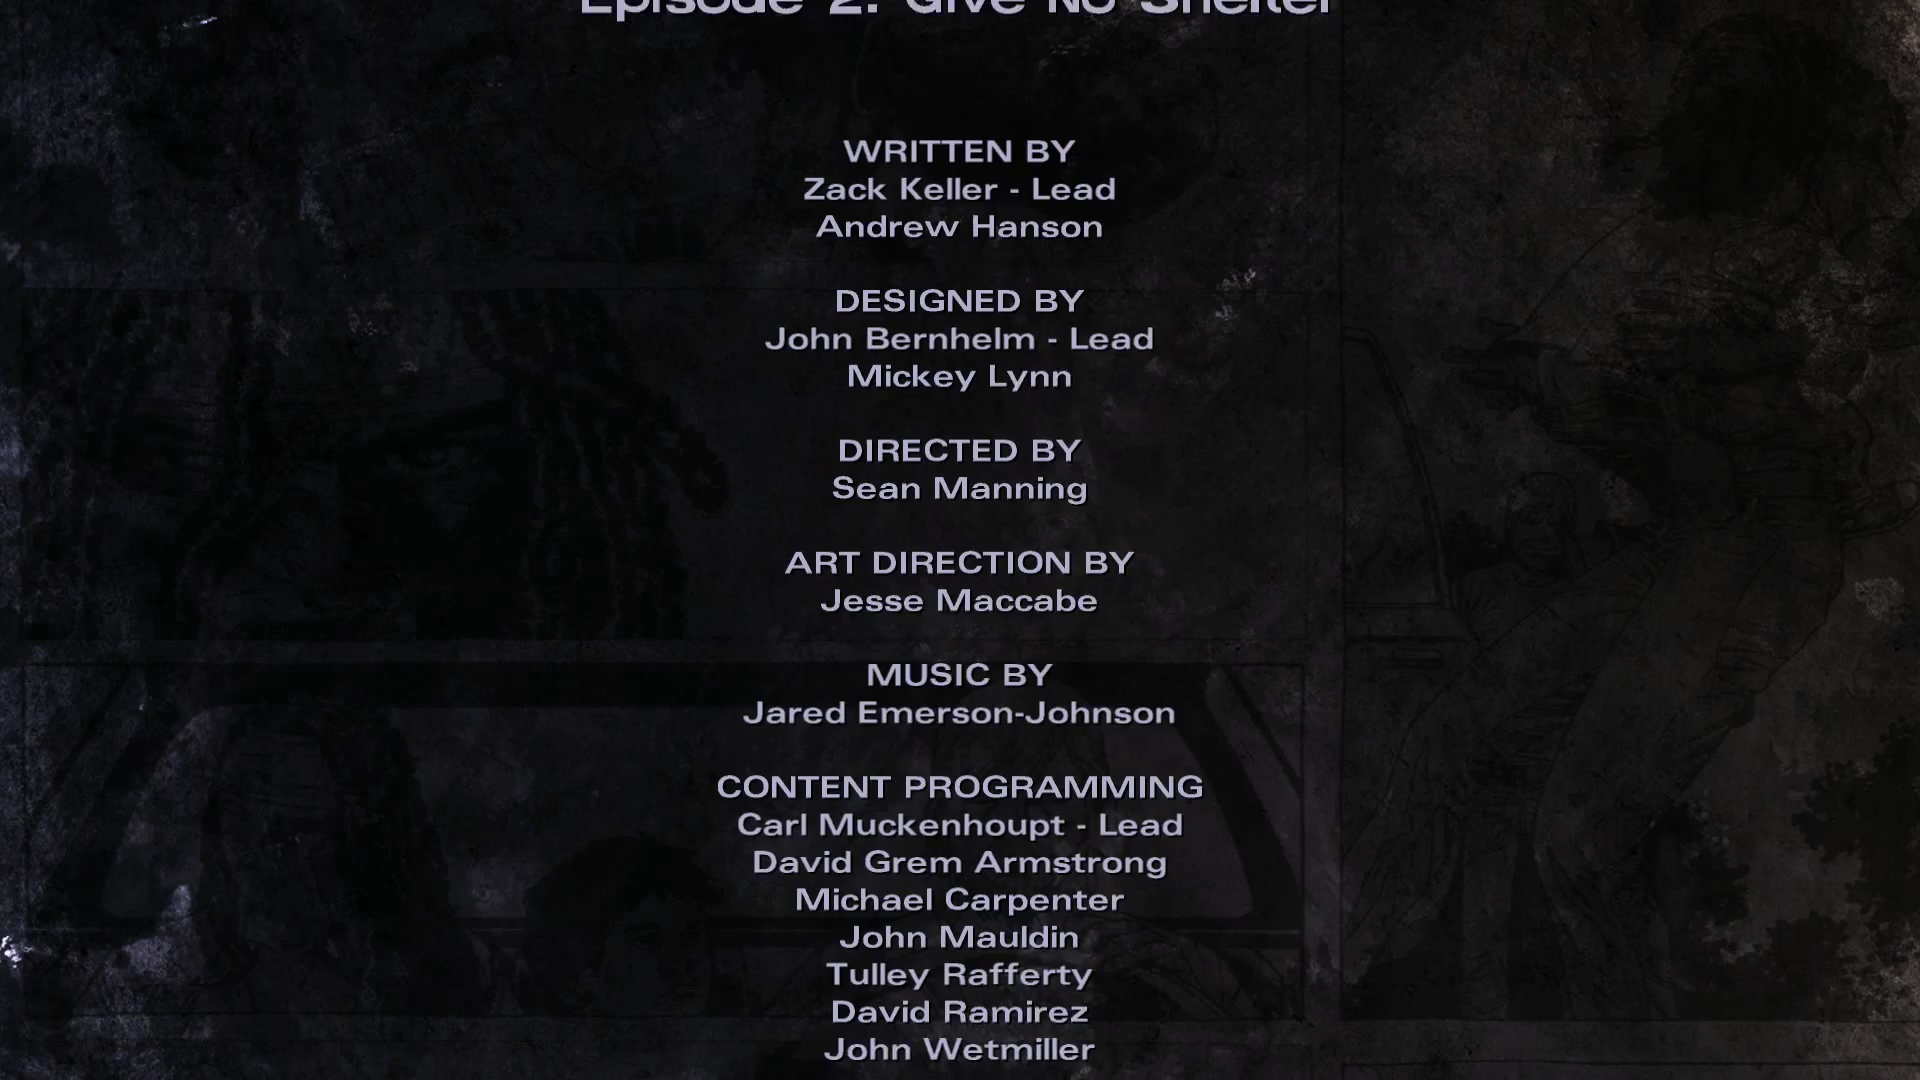 Episode 2: Give No Shelter
WRITTEN BY
Zack Keller - Lead
Andrew Hanson
DESIGNED BY
John Bernhelm - Lead
Mickey Lynn
DIRECTED BY
Sean Manning
ART DIRECTION BY
Jesse Maccabe
MUSIC BY
Jared Emerson-Johnson
CONTENT PROGRAMMING
Carl Muckenhoupt - Lead
David Grem Armstrong
Michael Carpenter
John Mauldin
Tulley Rafferty
David Ramirez
John Wetmiller